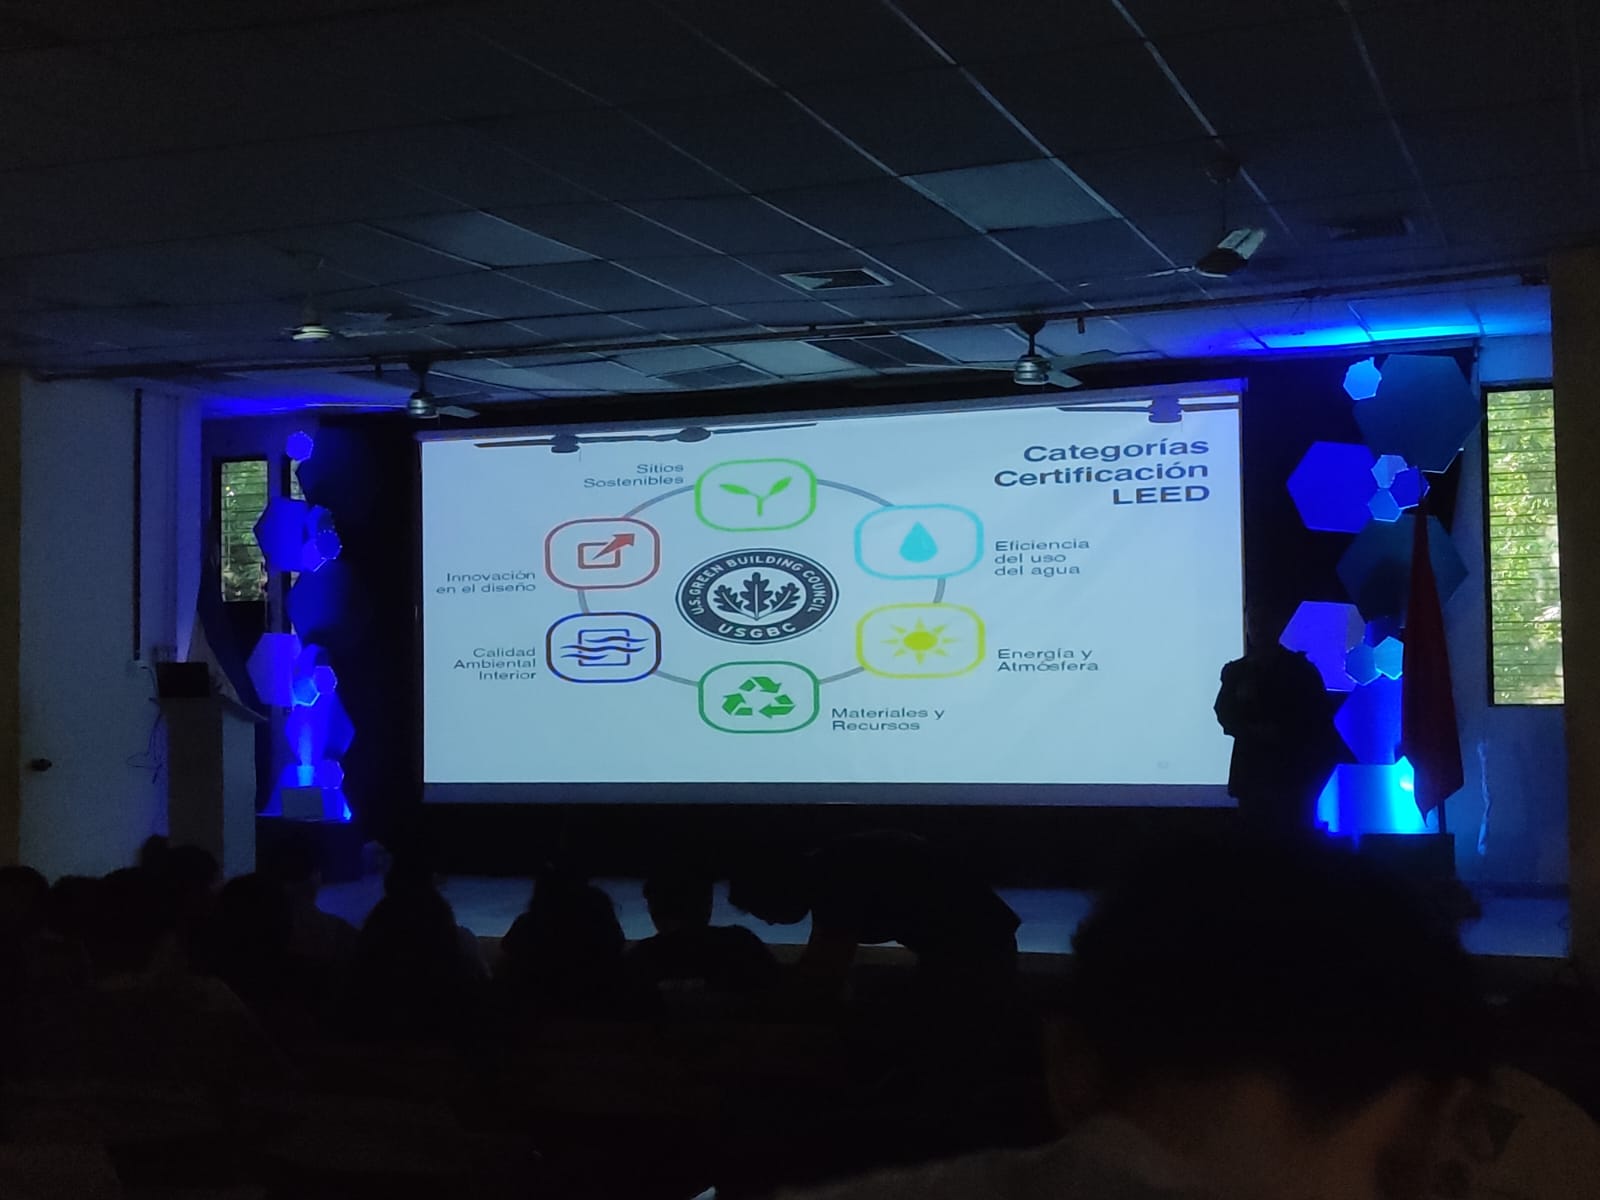 Categorías
Certificación
LEED
Sitios
Sostenibles
Eficiencia
del uso
del agua
Energía y
Atmósfera
Materiales y
Recursos
Calidad
Ambiental
Interior
Innovación
en el diseño
U.S. GREEN BUILDING COUNCIL
USGBC